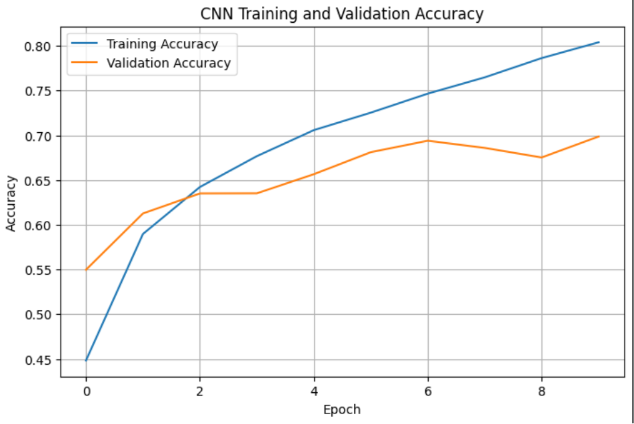 CNN Training and Validation Accuracy
Training Accuracy
Validation Accuracy
0.80
0.75
0.70
0.65
0.60
0.55
0.50
0.45
Accuracy
0 2 4 6 8
Epoch